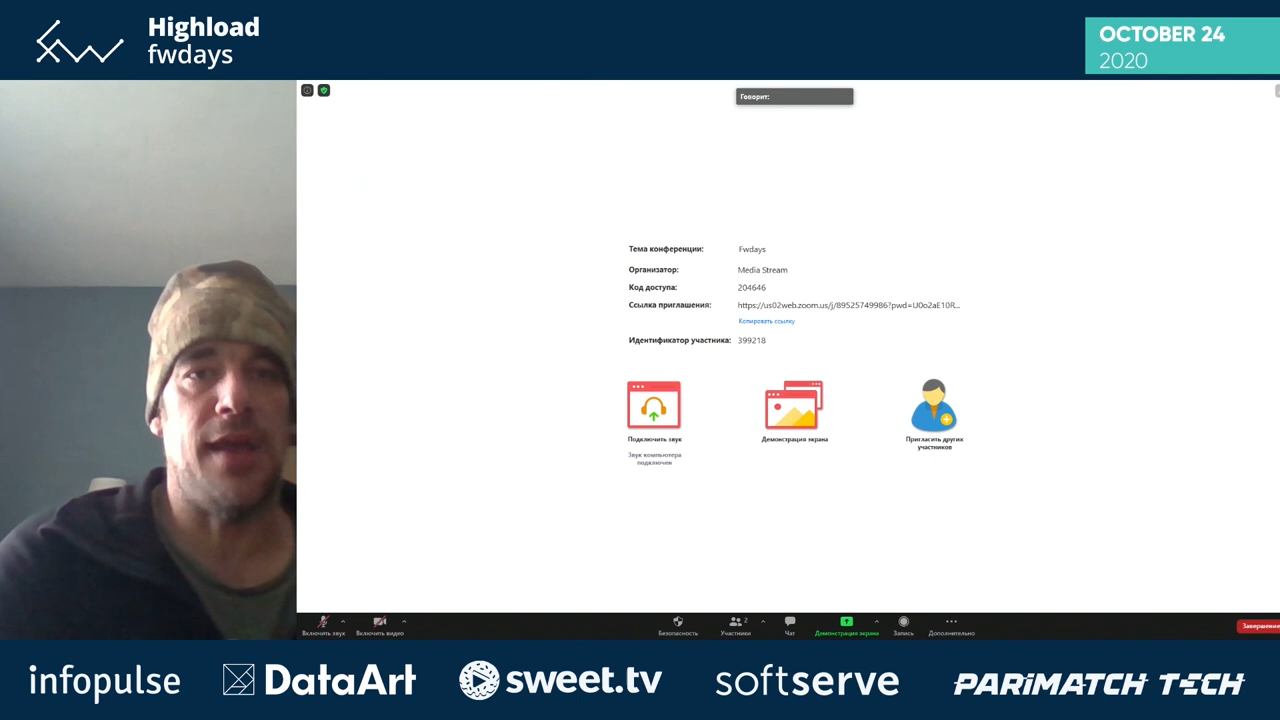 Highload
fwdays
OCTOBER 24
2020
Говорит:
Тема конференции: Fwdays
Организатор: Media Stream
Код доступа: 204646
Ссылка приглашения: https://us02web.zoom.us/j/89525749986?pwd=U0o2aE10R...
Копировать ссылку
Идентификатор участника: 399218
Подключить звук
Звук компьютера
подключен
Демонстрация экрана
Пригласить других
участников
Включить звук
Включить видео
Безопасность
2
Участники
Чат
Демонстрация экрана
Запись
Дополнительно
Завершение
infopulse
DataArt
sweet.tv
softserve
PARIMATCH TECH